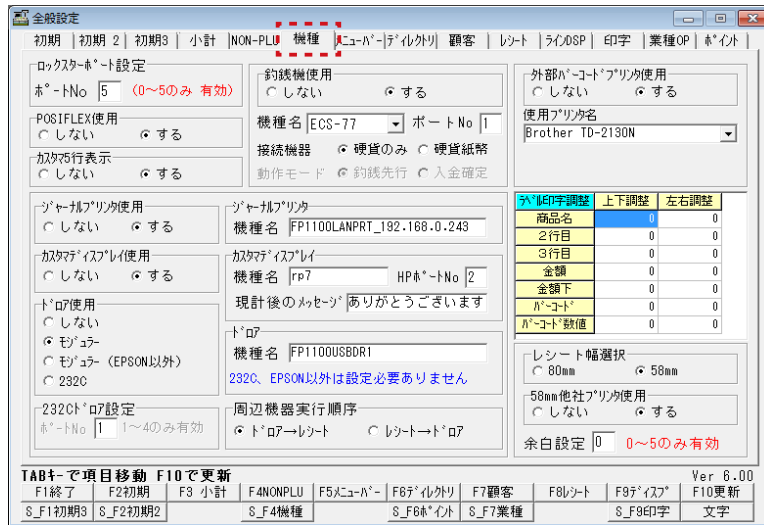 全般設定
初期 初期 2 初期3 小計 NON-PLU 機種 ﾒﾆｭｰﾊﾞｰ ﾃﾞｨﾚｸﾄﾘ 顧客 ﾚｼｰﾄ ﾗｲﾝDSP 印字 業種OP ﾎﾟｲﾝﾄ
ﾛｯｸｽﾀｰﾎﾟｰﾄ設定
ﾎﾟｰﾄNo 5 (0～5のみ 有効)
POSIFLEX使用
しない する
ｶｽﾀﾏ5行表示
しない する
釣銭機使用
しない する
機種名 ECS-77 ポートNo 1
接続機器 硬貨のみ 硬貨紙幣
動作モード 釣銭先行 入金確定
外部ﾊﾞｰｺｰﾄﾞﾌﾟﾘﾝﾀ使用
しない する
使用ﾌﾟﾘﾝﾀ名
Brother TD-2130N
ｼﾞｬｰﾅﾙﾌﾟﾘﾝﾀ使用
しない する
ｶｽﾀﾏﾃﾞｨｽﾌﾟﾚｲ使用
しない する
ﾄﾞﾛｱ使用
しない
ﾓｼﾞｭﾗｰ
ﾓｼﾞｭﾗｰ (EPSON以外)
232C
232Cﾄﾞﾛｱ設定
ﾎﾟｰﾄNo 1 1～4のみ有効
ｼﾞｬｰﾅﾙﾌﾟﾘﾝﾀｰ
機種名 FP1100LANPRT_192.168.0.243
ｶｽﾀﾏﾃﾞｨｽﾌﾟﾚｲ
機種名 rp7 HPﾎﾟｰﾄNo 2
現計後のﾒｯｾｰｼﾞ ありがとうございます
ﾄﾞﾛｱ
機種名 FP1100USBDR1
232C、EPSON以外は設定必要ありません
周辺機器実行順序
ﾄﾞﾛｱ→ﾚｼｰﾄ ﾚｼｰﾄ→ﾄﾞﾛｱ
ﾗﾍﾞﾙ印字調整 上下調整 左右調整
商品名 0 0
2行目 0 0
3行目 0 0
金額 0 0
金額下 0 0
ﾊﾞｰｺｰﾄﾞ 0 0
ﾊﾞｰｺｰﾄﾞ数値 0 0
レシート幅選択
80mm 58mm
58mm他社ﾌﾟﾘﾝﾀ使用
しない する
余白設定 0 0～5のみ有効
TABｷｰで項目移動 F10で更新 Ver 6.00
F1終了 F2初期 F3 小計 F4NONPLU F5ﾒﾆｭｰﾊﾞｰ F6ﾃﾞｨﾚｸﾄﾘ F7顧客 F8ﾚｼｰﾄ F9ﾃﾞｨｽﾌﾟ F10更新
S_F1初期3 S_F2初期2 S_F4機種 S_F6ﾎﾟｲﾝﾄ S_F7業種 S_F9印字 文字